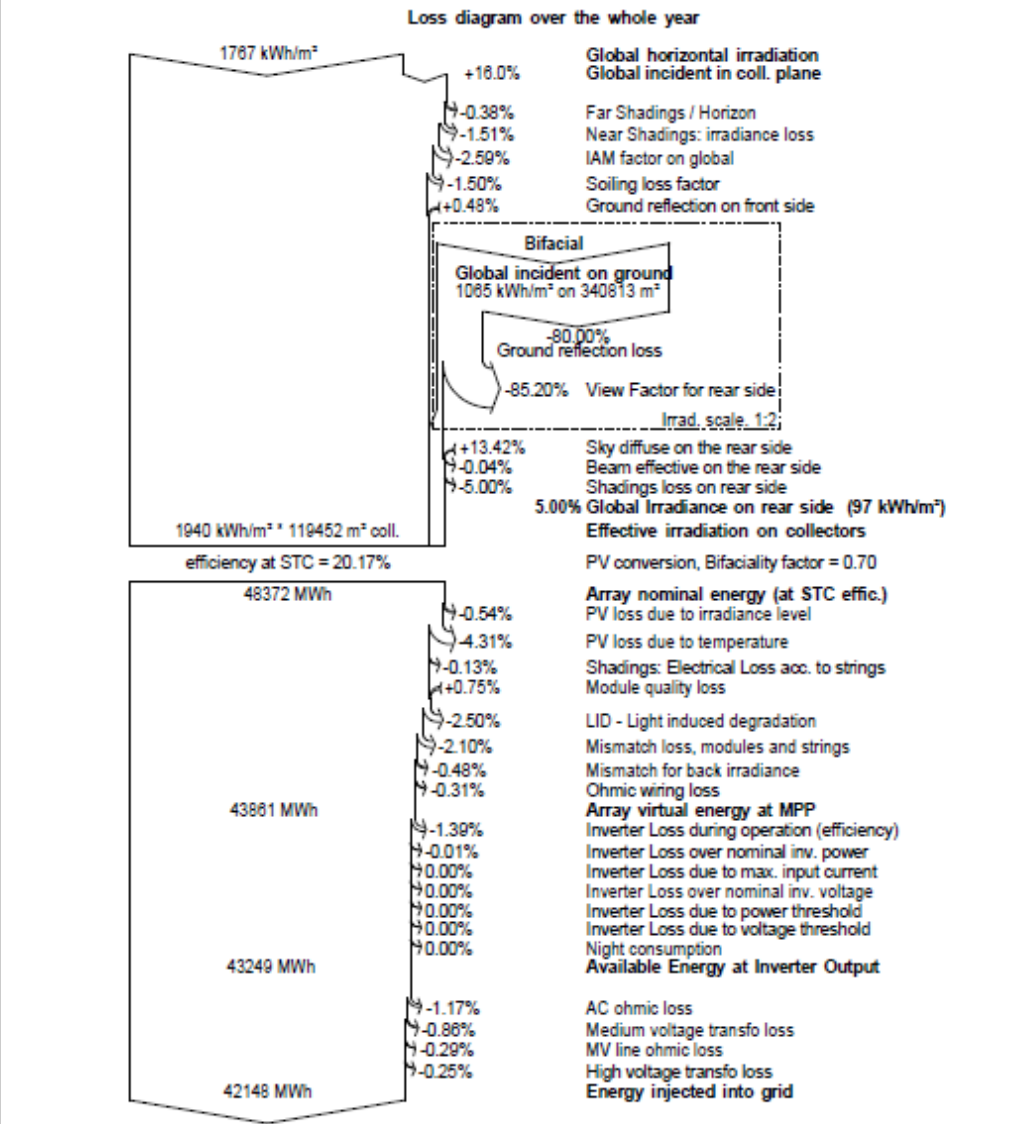 Loss diagram over the whole year
1767 kWh/m² Global horizontal irradiation
+16.0% Global incident in coll. plane
-0.38% Far Shadings / Horizon
-1.51% Near Shadings: irradiance loss
-2.59% IAM factor on global
-1.50% Soiling loss factor
+0.48% Ground reflection on front side
Bifacial
Global incident on ground
1065 kWh/m² on 340813 m²
-80.00%
Ground reflection loss
-85.20% View Factor for rear side
Irrad. scale. 1:2
+13.42% Sky diffuse on the rear side
-0.04% Beam effective on the rear side
-5.00% Shadings loss on rear side
5.00% Global Irradiance on rear side (97 kWh/m²)
1940 kWh/m² * 119452 m² coll. Effective irradiation on collectors
efficiency at STC = 20.17% PV conversion, Bifaciality factor = 0.70
48372 MWh Array nominal energy (at STC effic.)
-0.54% PV loss due to irradiance level
-4.31% PV loss due to temperature
-0.13% Shadings: Electrical Loss acc. to strings
+0.75% Module quality loss
-2.50% LID - Light induced degradation
-2.10% Mismatch loss, modules and strings
-0.48% Mismatch for back irradiance
-0.31% Ohmic wiring loss
43861 MWh Array virtual energy at MPP
-1.39% Inverter Loss during operation (efficiency)
-0.01% Inverter Loss over nominal inv. power
0.00% Inverter Loss due to max. input current
0.00% Inverter Loss over nominal inv. voltage
0.00% Inverter Loss due to power threshold
0.00% Inverter Loss due to voltage threshold
0.00% Night consumption
43249 MWh Available Energy at Inverter Output
-1.17% AC ohmic loss
-0.86% Medium voltage transfo loss
-0.29% MV line ohmic loss
-0.25% High voltage transfo loss
42148 MWh Energy injected into grid